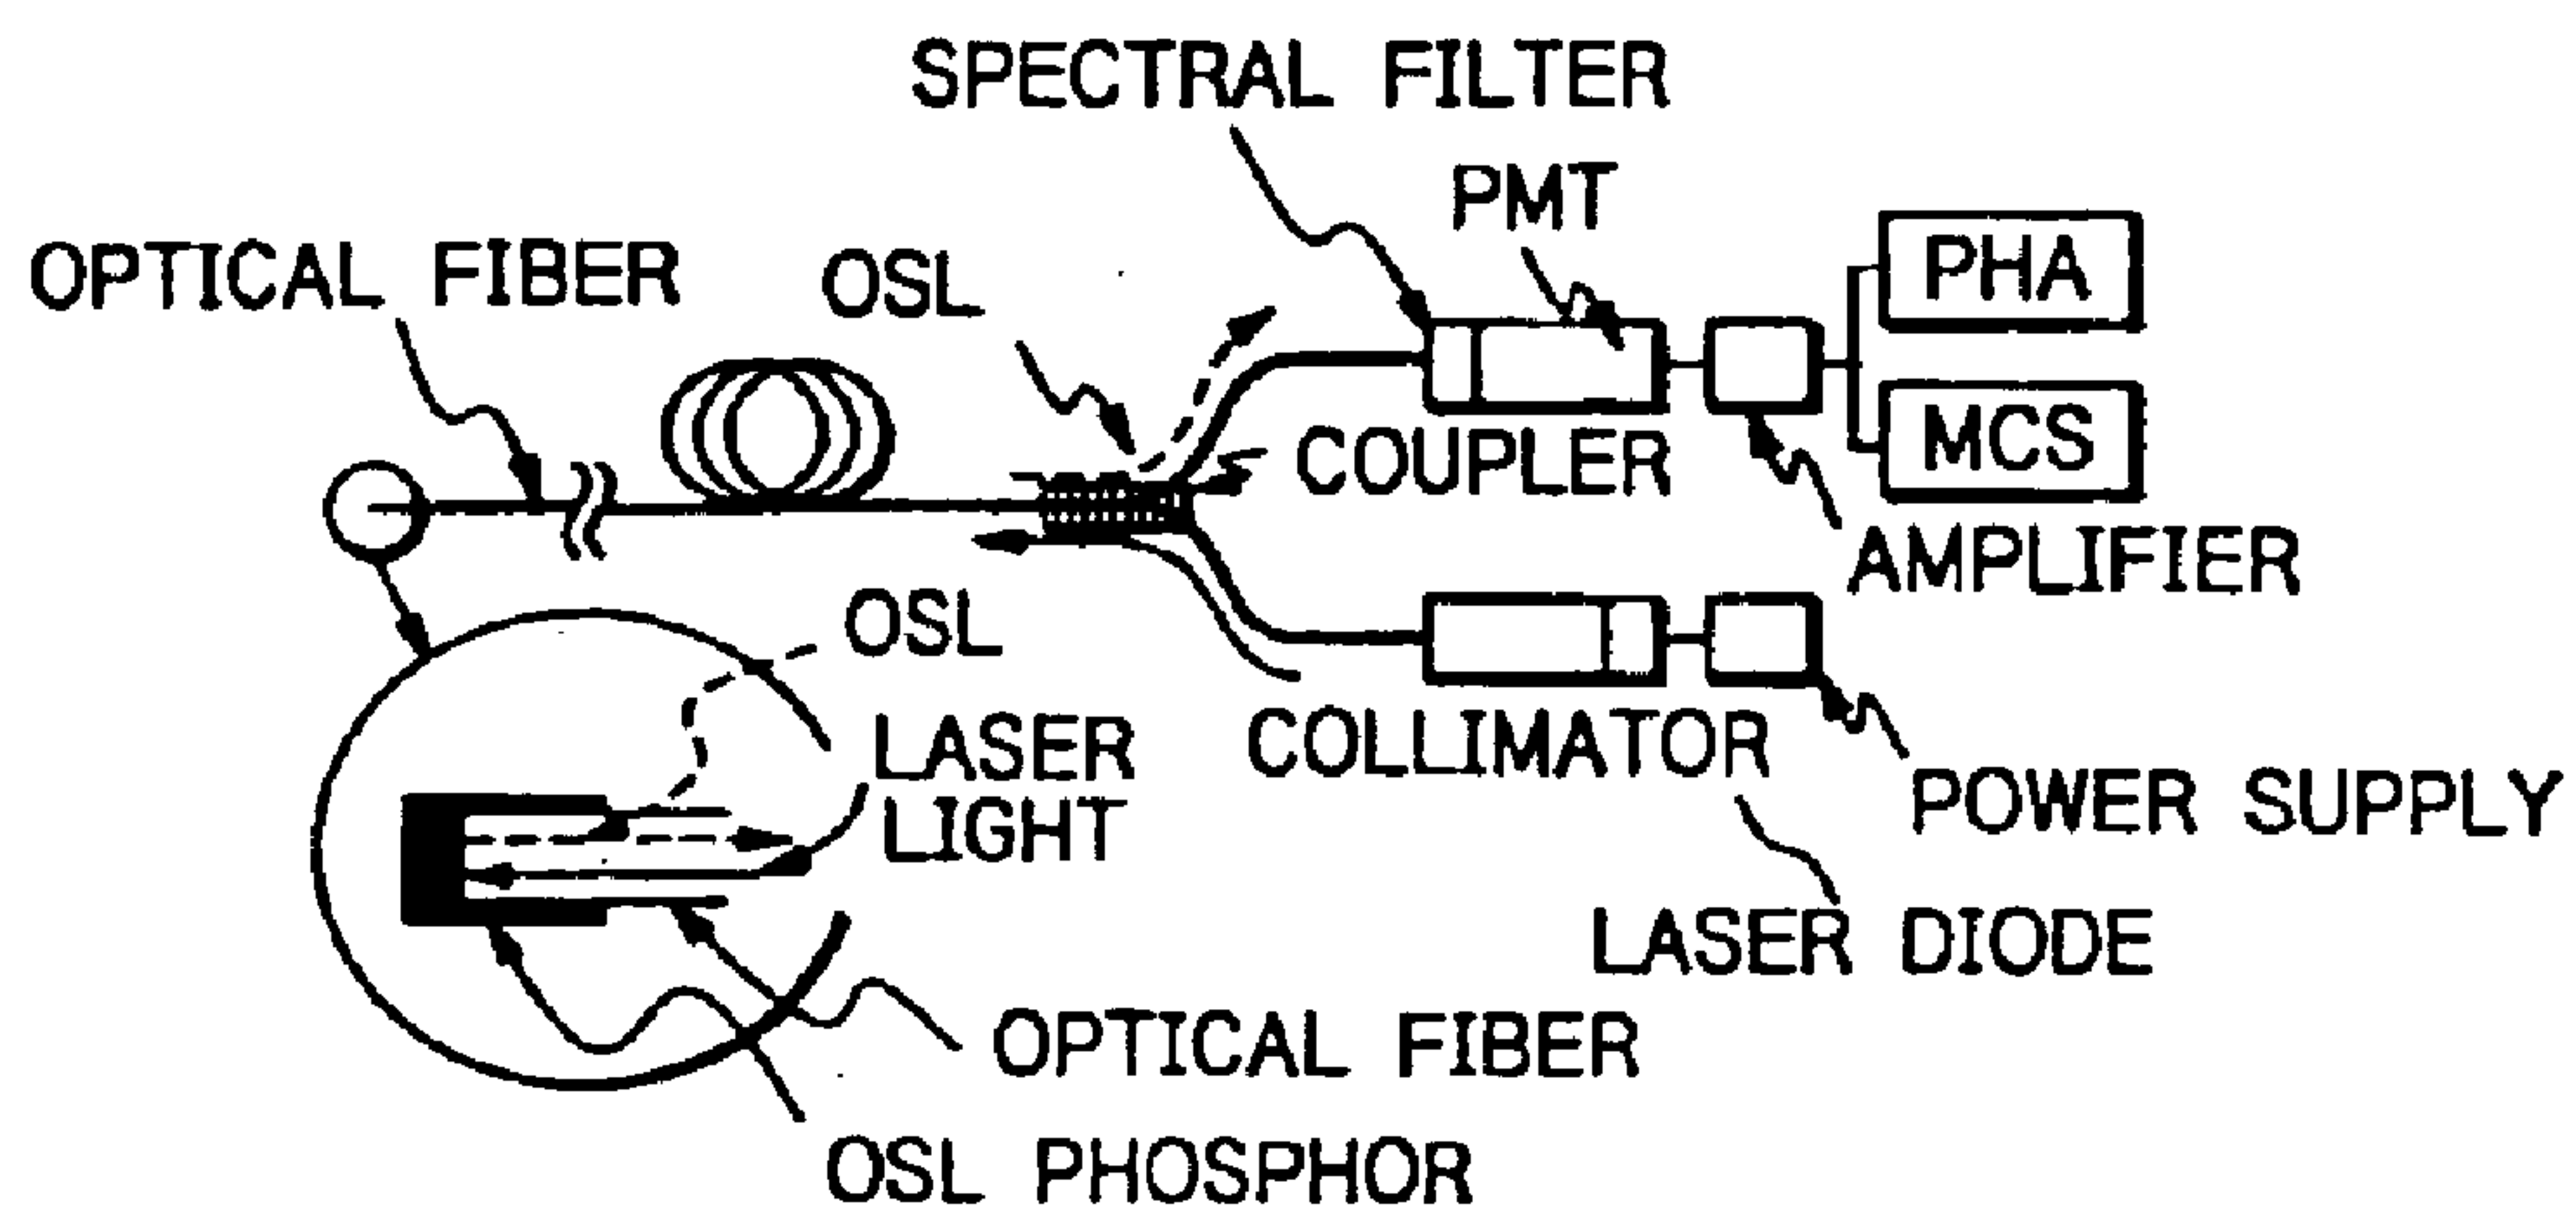 SPECTRAL FILTER
PMT
PHA
OPTICAL FIBER
OSL
MCS
COUPLER
AMPLIFIER
OSL
LASER
LIGHT
COLLIMATOR
POWER SUPPLY
LASER DIODE
OPTICAL FIBER
OSL PHOSPHOR